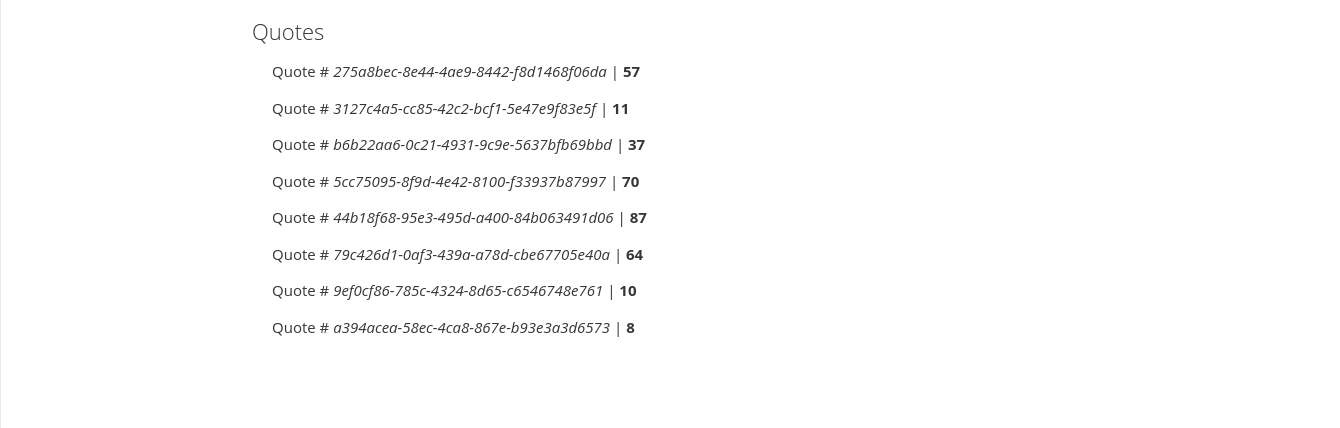 Quotes
Quote # 275a8bec-8e44-4ae9-8442-f8d1468f06da | 57
Quote # 3127c4a5-cc85-42c2-bcf1-5e47e9f83e5f | 11
Quote # b6b22aa6-0c21-4931-9c9e-5637bfb69bbd | 37
Quote # 5cc75095-8f9d-4e42-8100-f33937b87997 | 70
Quote # 44b18f68-95e3-495d-a400-84b063491d06 | 87
Quote # 79c426d1-0af3-439a-a78d-cbe67705e40a | 64
Quote # 9ef0cf86-785c-4324-8d65-c6546748e761 | 10
Quote # a394acea-58ec-4ca8-867e-b93e3a3d6573 | 8